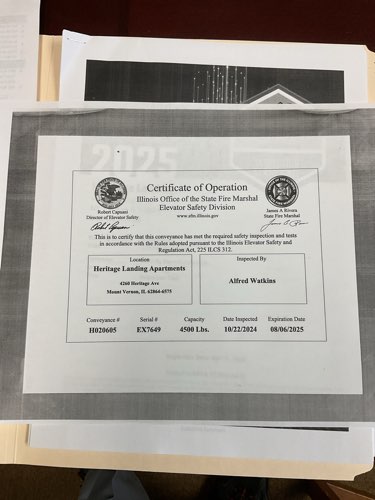 2025
Certificate of Operation
Illinois Office of the State Fire Marshal
Elevator Safety Division
www.sfm.illinois.gov
Robert Capuani
Director of Elevator Safety
James A Rivera
State Fire Marshal
This is to certify that this conveyance has met the required safety inspection and tests
in accordance with the Rules adopted pursuant to the Illinois Elevator Safety and
Regulation Act, 225 ILCS 312.
Location
Heritage Landing Apartments
4260 Heritage Ave
Mount Vernon, IL 62864-6575
Inspected By
Alfred Watkins
Conveyance # Serial # Capacity Date Inspected Expiration Date
H020605 EX7649 4500 Lbs. 10/22/2024 08/06/2025